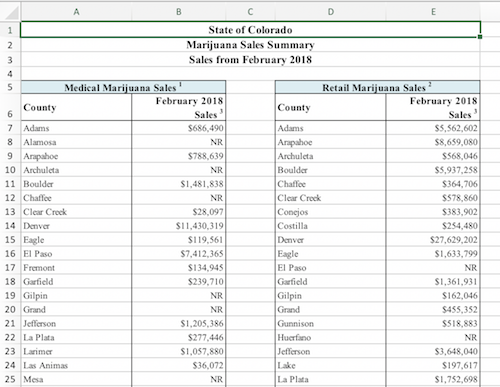 A B C D E
1 State of Colorado
2 Marijuana Sales Summary
3 Sales from February 2018
4
5 Medical Marijuana Sales 1 Retail Marijuana Sales 2
February 2018 February 2018
6 County Sales 3 County Sales 3
7 Adams $686,490 Adams $5,562,602
8 Alamosa NR Arapahoe $8,659,080
9 Arapahoe $788,639 Archuleta $568,046
10 Archuleta NR Boulder $5,937,258
11 Boulder $1,481,838 Chaffee $364,706
12 Chaffee NR Clear Creek $578,860
13 Clear Creek $28,097 Conejos $383,902
14 Denver $11,430,319 Costilla $254,480
15 Eagle $119,561 Denver $27,629,202
16 El Paso $7,412,365 Eagle $1,633,799
17 Fremont $134,945 El Paso NR
18 Garfield $239,710 Garfield $1,361,931
19 Gilpin NR Gilpin $162,046
20 Grand NR Grand $455,352
21 Jefferson $1,205,386 Gunnison $518,883
22 La Plata $277,446 Huerfano NR
23 Larimer $1,057,880 Jefferson $3,648,040
24 Las Animas $36,072 Lake $197,617
25 Mesa NR La Plata $1,752,698